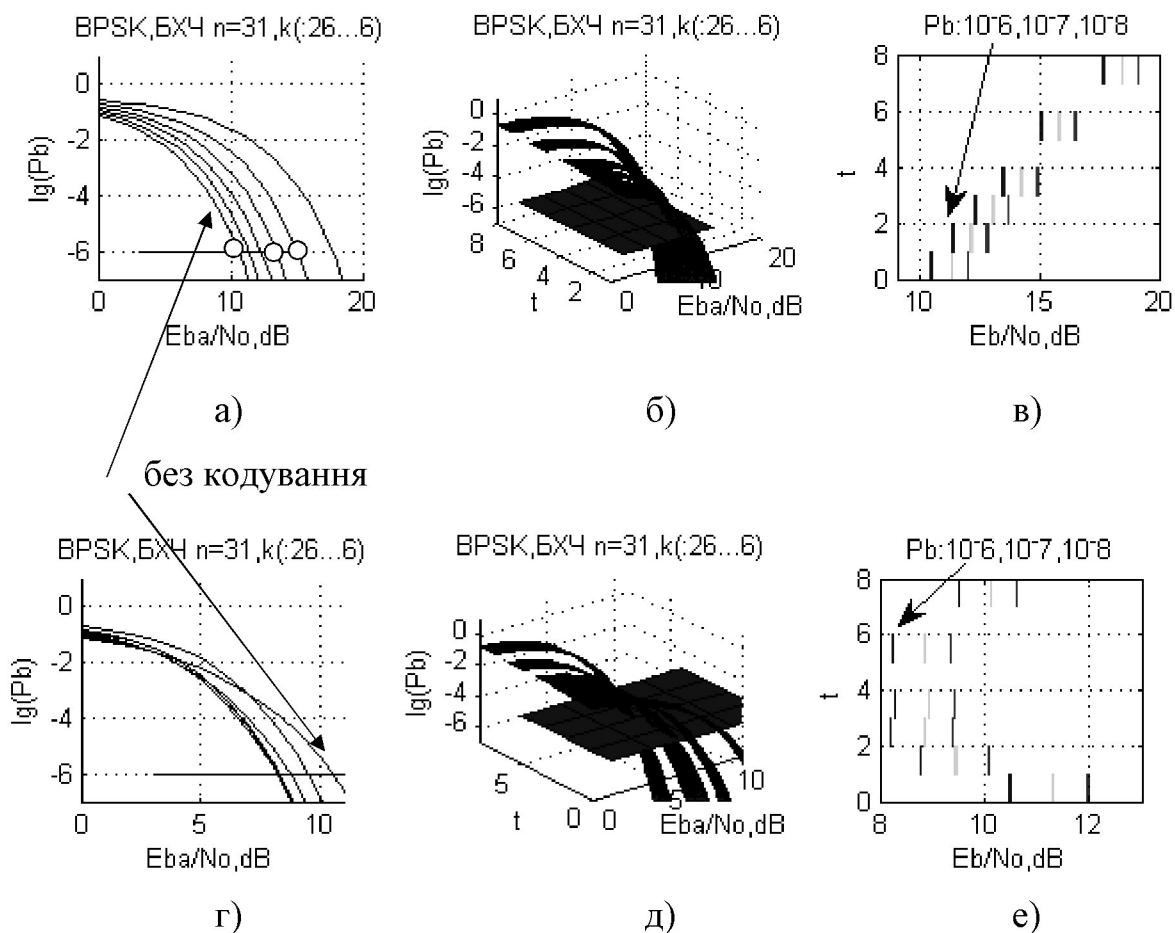 BPSK,БХЧ n=31,k(:26...6)
0
-2
-4
-6
lg(Pb)
0 10 20
Eba/No,dB
а)
BPSK,БХЧ n=31,k(:26...6)
0
-2
-4
-6
lg(Pb)
8 6 4 2
t
0 10 20
Eba/No,dB
б)
Pb:10-6,10-7,10-8
8
6
4
2
0
t
10 15 20
Eb/No,dB
в)
без кодування
BPSK,БХЧ n=31,k(:26...6)
0
-2
-4
-6
lg(Pb)
0 5 10
Eba/No,dB
г)
BPSK,БХЧ n=31,k(:26...6)
0
-2
-4
-6
lg(Pb)
5 0
t
0 5 10
Eba/No,dB
д)
Pb:10-6,10-7,10-8
8
6
4
2
0
t
8 10 12
Eb/No,dB
е)